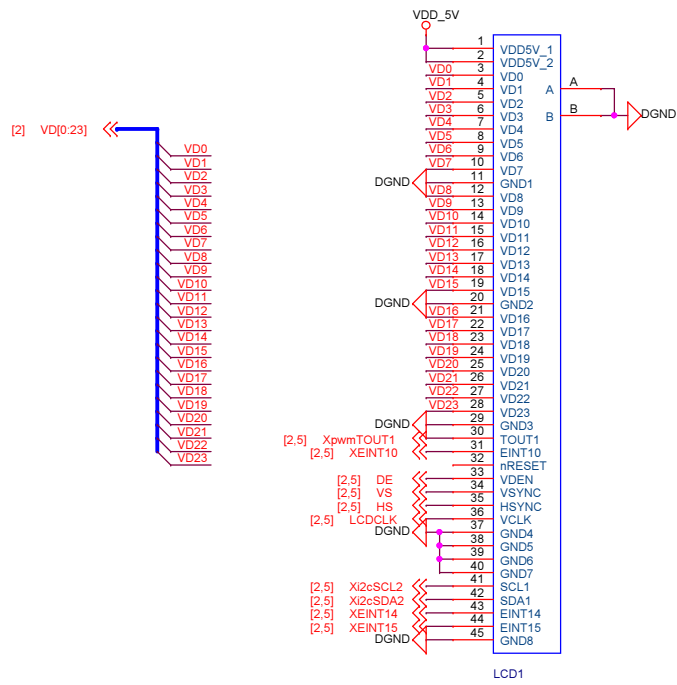 VDD_5V
[2] VD[0:23]
VD0
VD1
VD2
VD3
VD4
VD5
VD6
VD7
VD8
VD9
VD10
VD11
VD12
VD13
VD14
VD15
VD16
VD17
VD18
VD19
VD20
VD21
VD22
VD23
1 VDD5V_1
2 VDD5V_2
VD0 3 VD0
VD1 4 VD1 A A
VD2 5 VD2
VD3 6 VD3 B B DGND
VD4 7 VD4
VD5 8 VD5
VD6 9 VD6
VD7 10 VD7
DGND 11 GND1
VD8 12 VD8
VD9 13 VD9
VD10 14 VD10
VD11 15 VD11
VD12 16 VD12
VD13 17 VD13
VD14 18 VD14
VD15 19 VD15
DGND 20 GND2
VD16 21 VD16
VD17 22 VD17
VD18 23 VD18
VD19 24 VD19
VD20 25 VD20
VD21 26 VD21
VD22 27 VD22
VD23 28 VD23
DGND 29 GND3
[2,5] XpwmTOUT1 30 TOUT1
[2,5] XEINT10 31 EINT10
32 nRESET
[2,5] DE 33 VDEN
[2,5] VS 34 VSYNC
[2,5] HS 35 HSYNC
[2,5] LCDCLK 36 VCLK
DGND 37 GND4
38 GND5
39 GND6
40 GND7
[2,5] Xi2cSCL2 41 SCL1
[2,5] Xi2cSDA2 42 SDA1
[2,5] XEINT14 43 EINT14
[2,5] XEINT15 44 EINT15
DGND 45 GND8
LCD1